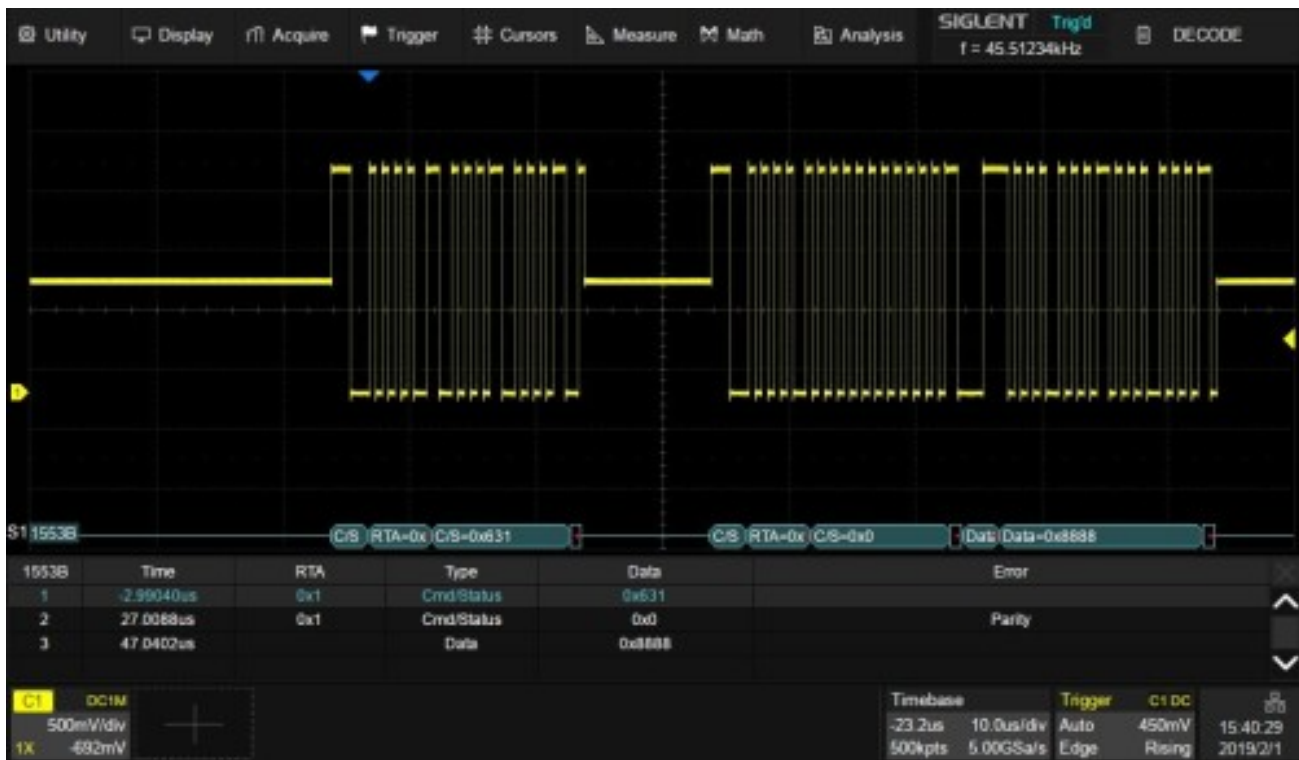 Utility Display Acquire Trigger Cursors Measure Math Analysis SIGLENT Trig'd DECODE
f = 45.51234kHz
1
S1 1553B C/S RTA=0x C/S=0x631 C/S RTA=0x C/S=0x0 Data Data=0x8888
1553B Time RTA Type Data Error
1 -2.99040us 0x1 Cmd/Status 0x631
2 27.0088us 0x1 Cmd/Status 0x0 Parity
3 47.0402us Data 0x8888
C1 DC1M Timebase Trigger C1 DC
500mV/div -23.2us 10.0us/div Auto 450mV 15:40:29
1X -692mV 500kpts 5.00GSa/s Edge Rising 2019/2/1